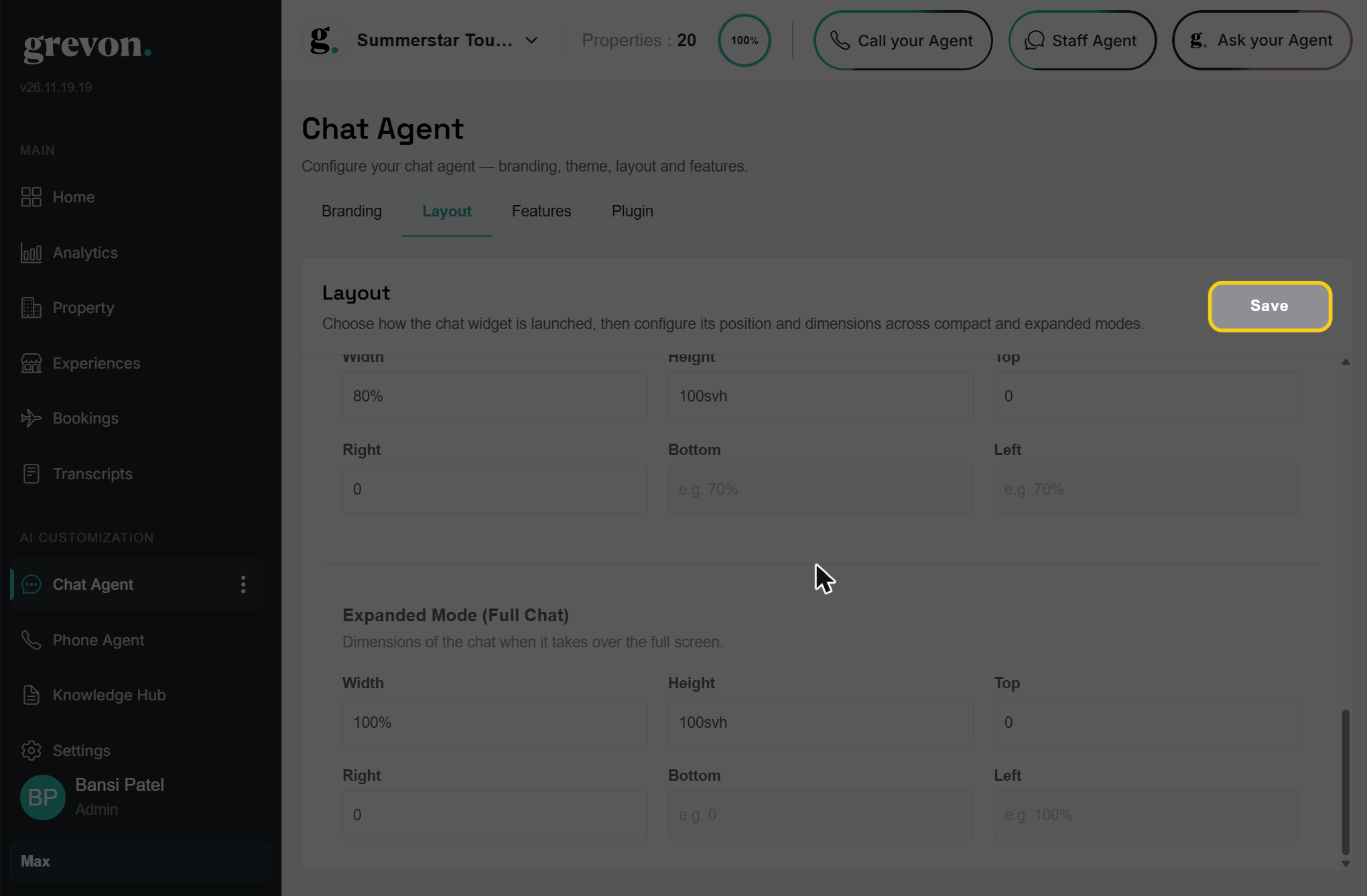 grevon.
v26.11.19.19
MAIN
Home
Analytics
Property
Experiences
Bookings
Transcripts
AI CUSTOMIZATION
Chat Agent
Phone Agent
Knowledge Hub
Settings
BP
Bansi Patel
Admin
Max
g.
Summerstar Tou...
Properties : 20
100%
Call your Agent
Staff Agent
g. Ask your Agent
Chat Agent
Configure your chat agent — branding, theme, layout and features.
Branding Layout Features Plugin
Layout
Choose how the chat widget is launched, then configure its position and dimensions across compact and expanded modes.
Save
Width Height Top
80% 100svh 0
Right Bottom Left
0 e.g. 70% e.g. 70%
Expanded Mode (Full Chat)
Dimensions of the chat when it takes over the full screen.
Width Height Top
100% 100svh 0
Right Bottom Left
0 e.g. 0 e.g. 100%